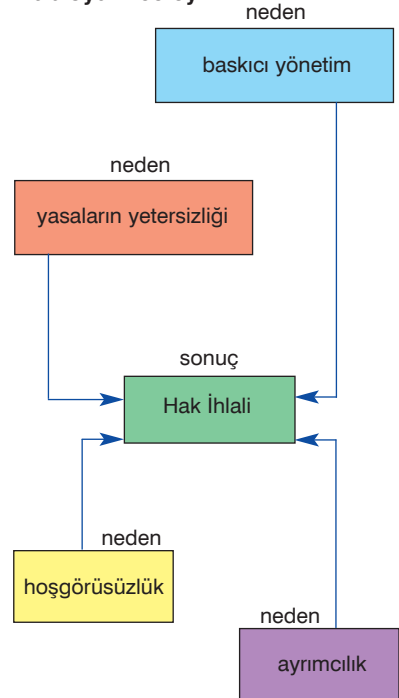 neden
baskıcı yönetim
neden
yasaların yetersizliği
sonuç
Hak İhlali
neden
hoşgörüsüzlük
neden
ayrımcılık